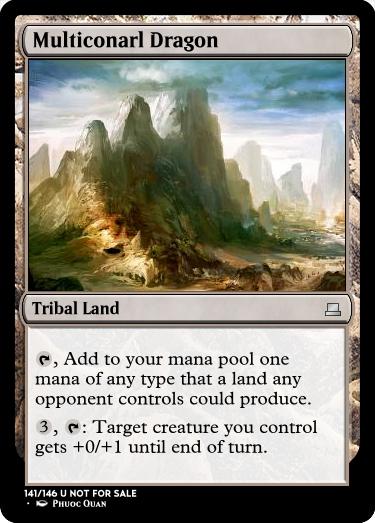 Multiconarl Dragon
Tribal Land
, Add to your mana pool one
mana of any type that a land any
opponent controls could produce.
3, : Target creature you control
gets +0/+1 until end of turn.
141/146 U NOT FOR SALE
· Phuoc Quan